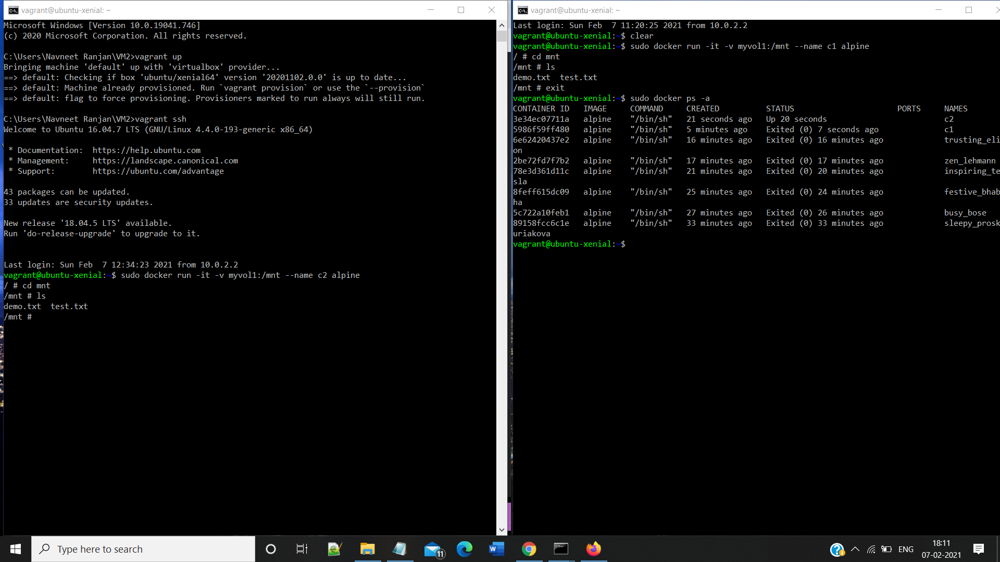 vagrant@ubuntu-xenial: ~
Microsoft Windows [Version 10.0.19041.746]
(c) 2020 Microsoft Corporation. All rights reserved.
C:\Users\Navneet Ranjan\VM2>vagrant up
Bringing machine 'default' up with 'virtualbox' provider...
==> default: Checking if box 'ubuntu/xenial64' version '20201102.0.0' is up to date...
==> default: Machine already provisioned. Run `vagrant provision` or use the `--provision`
==> default: flag to force provisioning. Provisioners marked to run always will still run.
C:\Users\Navneet Ranjan\VM2>vagrant ssh
Welcome to Ubuntu 16.04.7 LTS (GNU/Linux 4.4.0-193-generic x86_64)
 * Documentation:  https://help.ubuntu.com
 * Management:     https://landscape.canonical.com
 * Support:        https://ubuntu.com/advantage
43 packages can be updated.
33 updates are security updates.
New release '18.04.5 LTS' available.
Run 'do-release-upgrade' to upgrade to it.
Last login: Sun Feb  7 12:34:23 2021 from 10.0.2.2
vagrant@ubuntu-xenial:~$ sudo docker run -it -v myvol1:/mnt --name c2 alpine
/ # cd mnt
/mnt # ls
demo.txt  test.txt
/mnt #
vagrant@ubuntu-xenial: ~
Last login: Sun Feb  7 11:20:25 2021 from 10.0.2.2
vagrant@ubuntu-xenial:~$ clear
vagrant@ubuntu-xenial:~$ sudo docker run -it -v myvol1:/mnt --name c1 alpine
/ # cd mnt
/mnt # ls
demo.txt  test.txt
/mnt # exit
vagrant@ubuntu-xenial:~$ sudo docker ps -a
CONTAINER ID   IMAGE     COMMAND     CREATED          STATUS                      PORTS     NAMES
3e34ec07711a   alpine    "/bin/sh"   21 seconds ago   Up 20 seconds                         c2
5986f59ff480   alpine    "/bin/sh"   5 minutes ago    Exited (0) 7 seconds ago              c1
6e62420437e2   alpine    "/bin/sh"   16 minutes ago   Exited (0) 16 minutes ago             trusting_eli
on
2be72fd7f7b2   alpine    "/bin/sh"   17 minutes ago   Exited (0) 17 minutes ago             zen_lehmann
78e3d361d11c   alpine    "/bin/sh"   21 minutes ago   Exited (0) 20 minutes ago             inspiring_te
sla
8feff615dc09   alpine    "/bin/sh"   25 minutes ago   Exited (0) 24 minutes ago             festive_bhab
ha
5c722a10feb1   alpine    "/bin/sh"   27 minutes ago   Exited (0) 26 minutes ago             busy_bose
89158fcc6c1e   alpine    "/bin/sh"   33 minutes ago   Exited (0) 33 minutes ago             sleepy_prosk
uriakova
vagrant@ubuntu-xenial:~$
Type here to search
11
ENG
18:11
07-02-2021